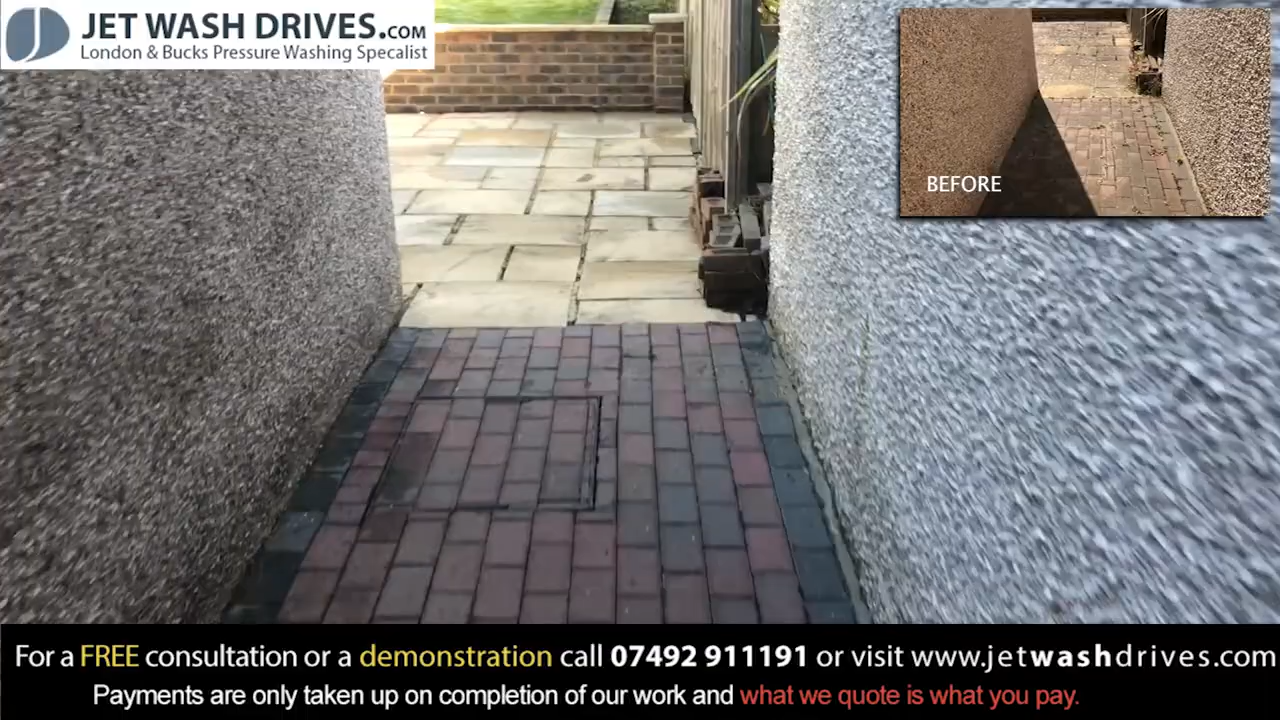 JET WASH DRIVES.COM
London & Bucks Pressure Washing Specialist
BEFORE
For a FREE consultation or a demonstration call 07492 911191 or visit www.jetwashdrives.com
Payments are only taken up on completion of our work and what we quote is what you pay.